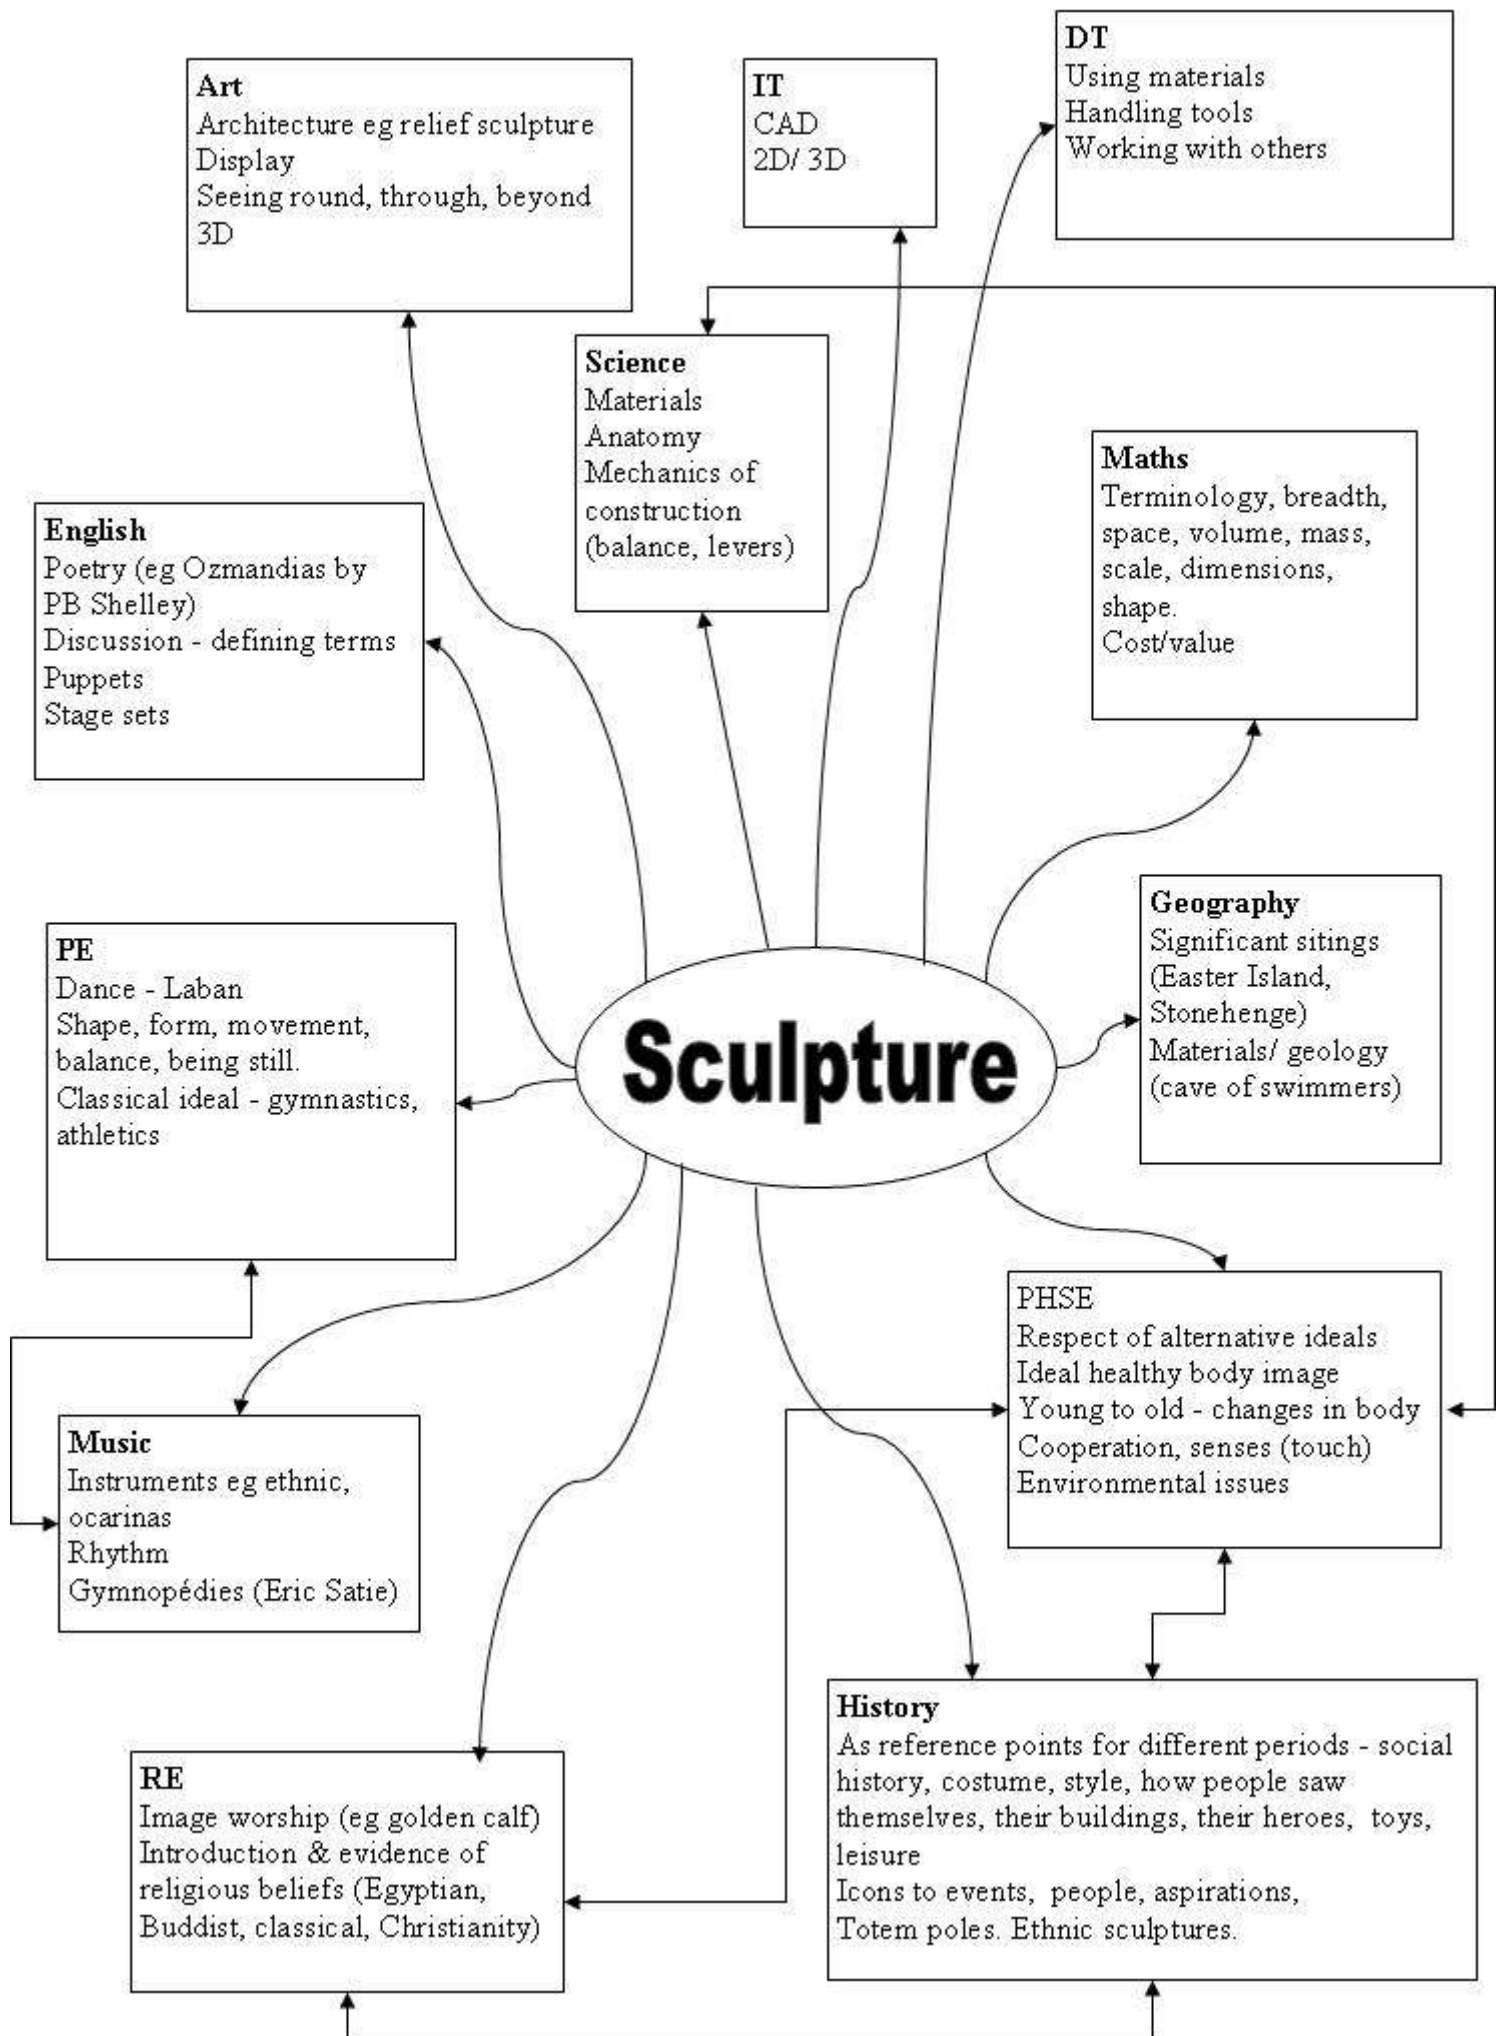 Art
Architecture eg relief sculpture
Display
Seeing round, through, beyond
3D
IT
CAD
2D/ 3D
DT
Using materials
Handling tools
Working with others
Science
Materials
Anatomy
Mechanics of
construction
(balance, levers)
Maths
Terminology, breadth,
space, volume, mass,
scale, dimensions,
shape.
Cost/value
English
Poetry (eg Ozmandias by
PB Shelley)
Discussion - defining terms
Puppets
Stage sets
Geography
Significant sitings
(Easter Island,
Stonehenge)
Materials/ geology
(cave of swimmers)
PE
Dance - Laban
Shape, form, movement,
balance, being still.
Classical ideal - gymnastics,
athletics
Sculpture
PHSE
Respect of alternative ideals
Ideal healthy body image
Young to old - changes in body
Cooperation, senses (touch)
Environmental issues
Music
Instruments eg ethnic,
ocarinas
Rhythm
Gymnopédies (Eric Satie)
History
As reference points for different periods - social
history, costume, style, how people saw
themselves, their buildings, their heroes, toys,
leisure
Icons to events, people, aspirations,
Totem poles. Ethnic sculptures.
RE
Image worship (eg golden calf)
Introduction & evidence of
religious beliefs (Egyptian,
Buddist, classical, Christianity)